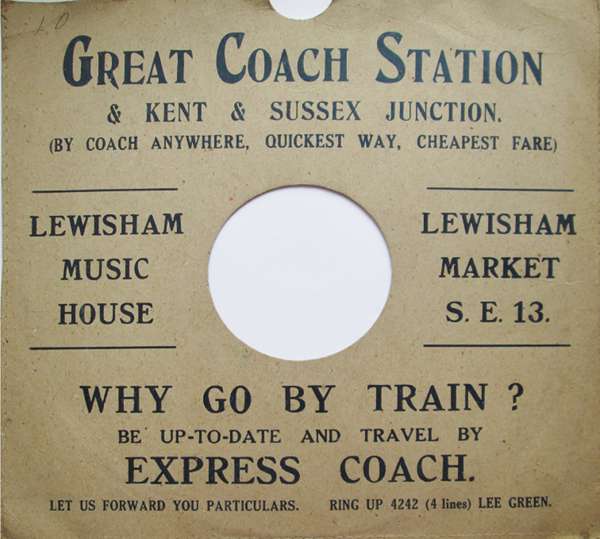 LO
GREAT COACH STATION
& KENT & SUSSEX JUNCTION.
(BY COACH ANYWHERE, QUICKEST WAY, CHEAPEST FARE)
LEWISHAM
MUSIC
HOUSE
LEWISHAM
MARKET
S. E. 13.
WHY GO BY TRAIN ?
BE UP-TO-DATE AND TRAVEL BY
EXPRESS COACH.
LET US FORWARD YOU PARTICULARS. RING UP 4242 (4 lines) LEE GREEN.